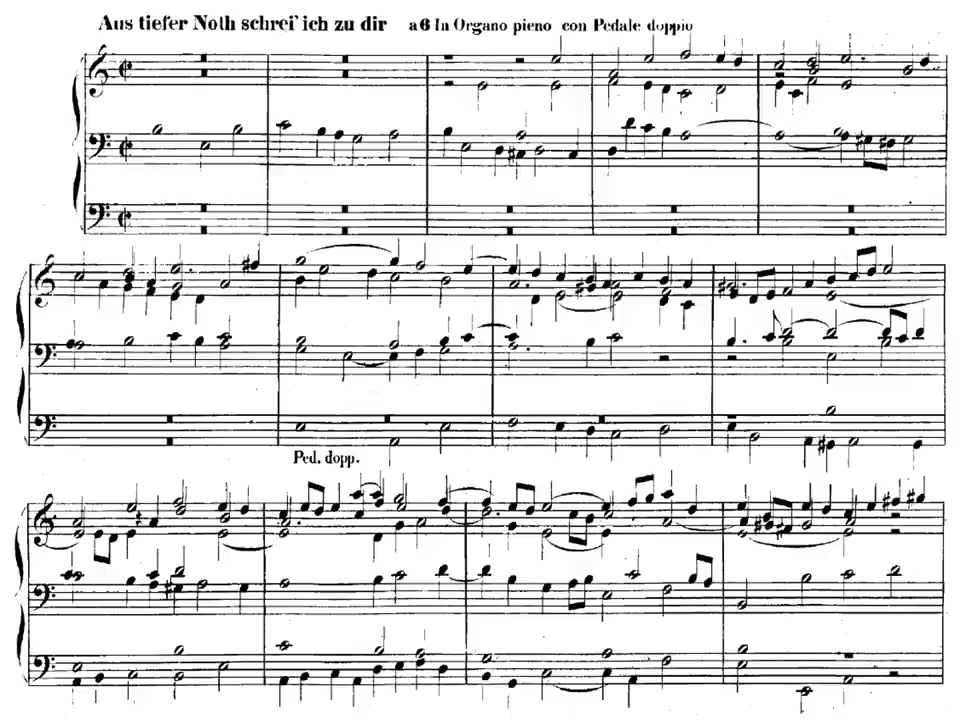 Aus tiefer Noth schrei' ich zu dir a 6 In Organo pieno con Pedale doppio
Ped. dopp.